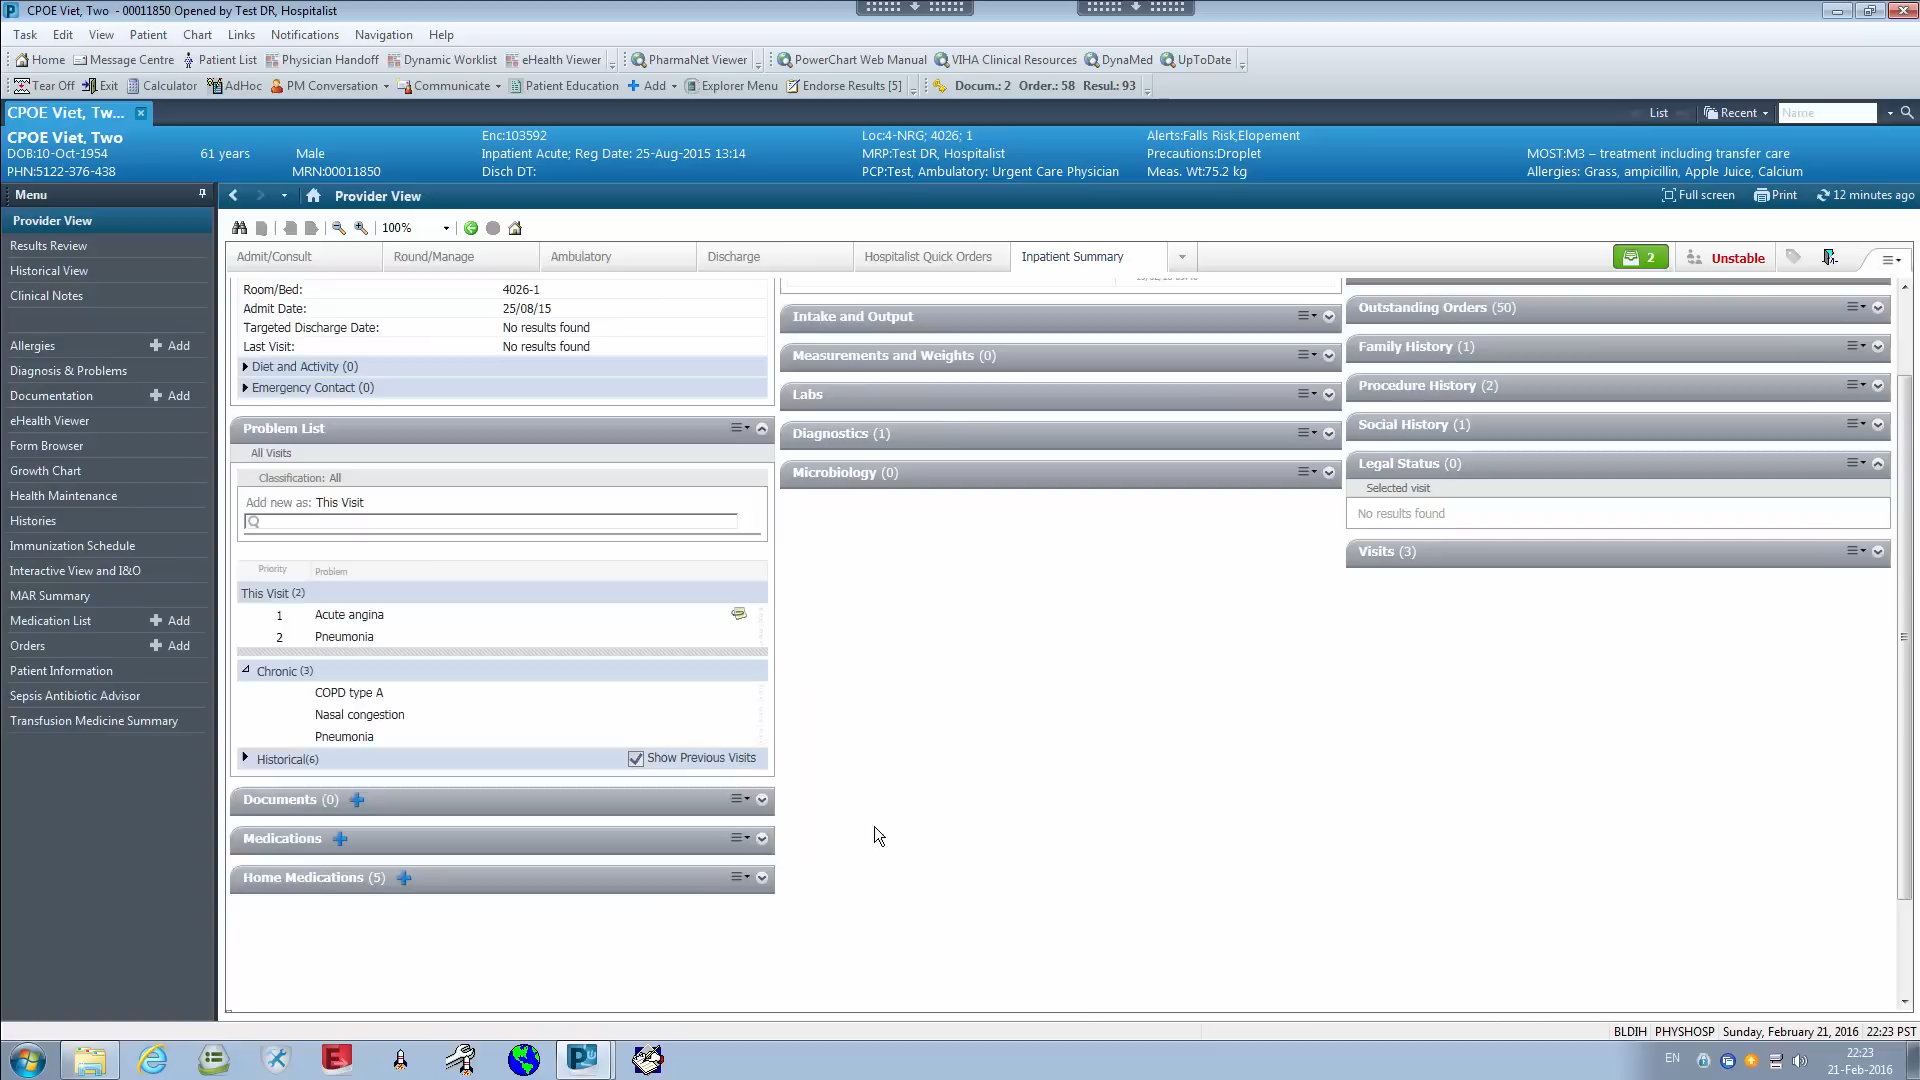 CPOE Viet, Two - 00011850 Opened by Test DR, Hospitalist
Task Edit View Patient Chart Links Notifications Navigation Help
Home Message Centre Patient List Physician Handoff Dynamic Worklist eHealth Viewer PharmaNet Viewer PowerChart Web Manual VIHA Clinical Resources DynaMed UpToDate
Tear Off Exit Calculator AdHoc PM Conversation Communicate Patient Education Add Explorer Menu Endorse Results [5] Docum.: 2 Order.: 58 Resul.: 93
CPOE Viet, Tw... List Recent Name
CPOE Viet, Two Enc:103592 Loc:4-NRG; 4026; 1 Alerts:Falls Risk,Elopement
DOB:10-Oct-1954 61 years Male Inpatient Acute; Reg Date: 25-Aug-2015 13:14 MRP:Test DR, Hospitalist Precautions:Droplet MOST:M3 – treatment including transfer care
PHN:5122-376-438 MRN:00011850 Disch DT: PCP:Test, Ambulatory: Urgent Care Physician Meas. Wt:75.2 kg Allergies: Grass, ampicillin, Apple Juice, Calcium
Menu
Provider View
Results Review
Historical View
Clinical Notes
Allergies + Add
Diagnosis & Problems
Documentation + Add
eHealth Viewer
Form Browser
Growth Chart
Health Maintenance
Histories
Immunization Schedule
Interactive View and I&O
MAR Summary
Medication List + Add
Orders + Add
Patient Information
Sepsis Antibiotic Advisor
Transfusion Medicine Summary
Provider View Full screen Print 12 minutes ago
100%
Admit/Consult Round/Manage Ambulatory Discharge Hospitalist Quick Orders Inpatient Summary 2 Unstable
Room/Bed: 4026-1
Admit Date: 25/08/15
Targeted Discharge Date: No results found
Last Visit: No results found
Diet and Activity (0)
Emergency Contact (0)
Problem List
All Visits
Classification: All
Add new as: This Visit
Priority Problem
This Visit (2)
1 Acute angina
2 Pneumonia
Chronic (3)
COPD type A
Nasal congestion
Pneumonia
Historical(6) Show Previous Visits
Documents (0)
Medications
Home Medications (5)
Intake and Output
Measurements and Weights (0)
Labs
Diagnostics (1)
Microbiology (0)
Outstanding Orders (50)
Family History (1)
Procedure History (2)
Social History (1)
Legal Status (0)
Selected visit
No results found
Visits (3)
BLDIH PHYSHOSP Sunday, February 21, 2016 22:23 PST
EN 22:23
21-Feb-2016